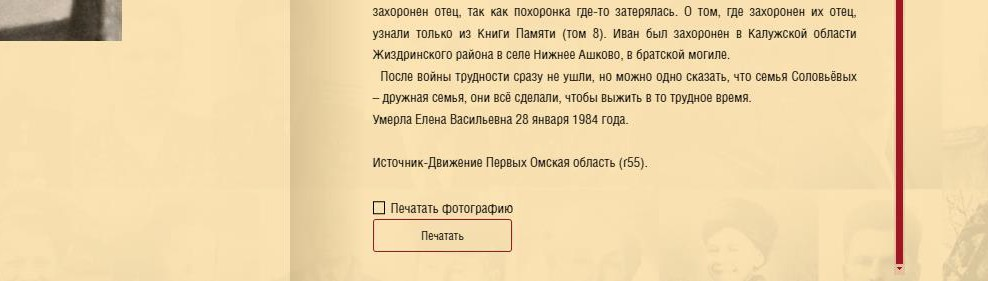 захоронен отец, так как похоронка где-то затерялась. О том, где захоронен их отец,
узнали только из Книги Памяти (том 8). Иван был захоронен в Калужской области
Жиздринского района в селе Нижнее Ашково, в братской могиле.
После войны трудности сразу не ушли, но можно одно сказать, что семья Соловьёвых
– дружная семья, они всё сделали, чтобы выжить в то трудное время.
Умерла Елена Васильевна 28 января 1984 года.
Источник-Движение Первых Омская область (г55).
Печатать фотографию
Печатать